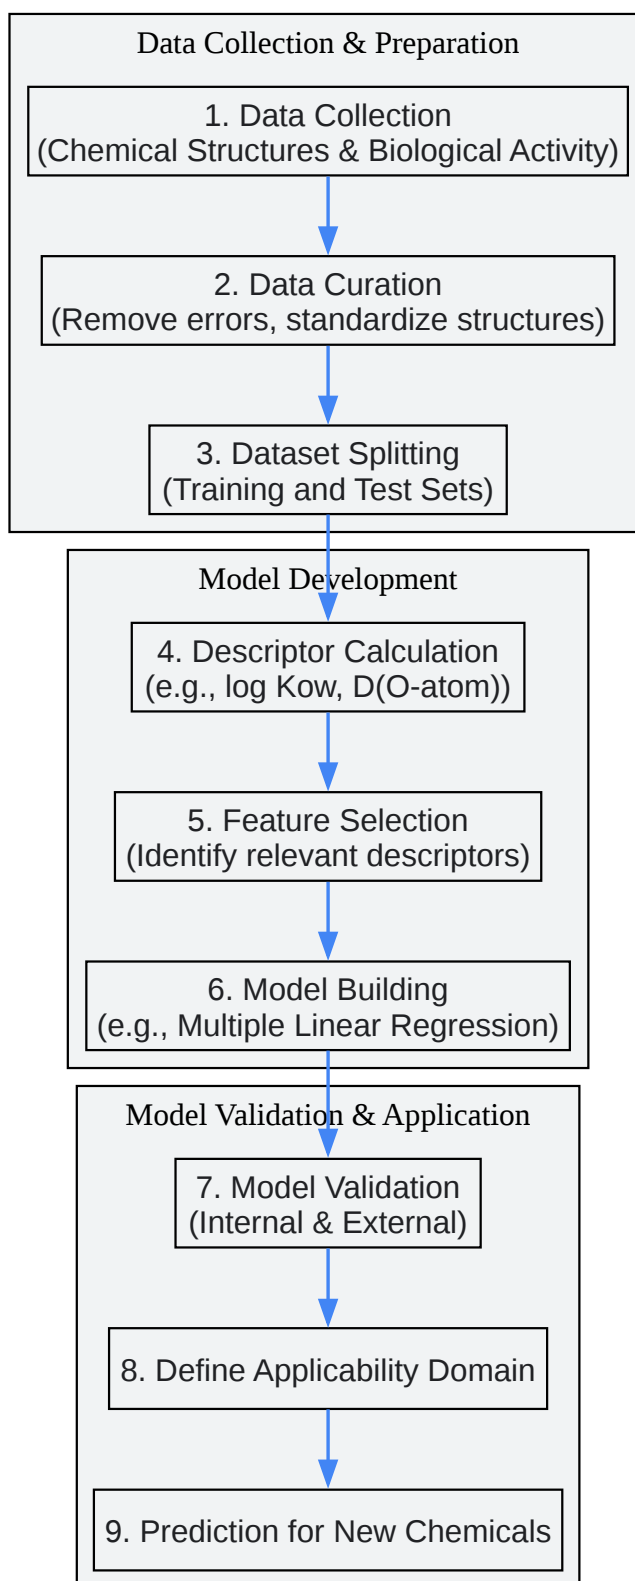 Data Collection & Preparation
1. Data Collection
(Chemical Structures & Biological Activity)
2. Data Curation
(Remove errors, standardize structures)
3. Dataset Splitting
(Training and Test Sets)
Model Development
4. Descriptor Calculation
(e.g., log Kow, D(O-atom))
5. Feature Selection
(Identify relevant descriptors)
6. Model Building
(e.g., Multiple Linear Regression)
Model Validation & Application
7. Model Validation
(Internal & External)
8. Define Applicability Domain
9. Prediction for New Chemicals